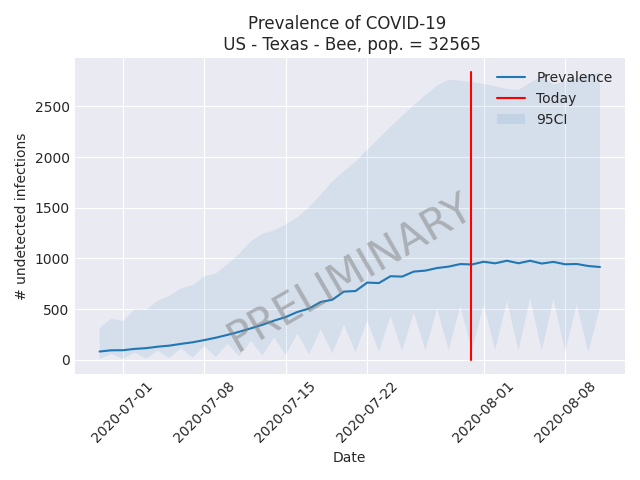 Prevalence of COVID-19
US - Texas - Bee, pop. = 32565
Prevalence
Today
95CI
# undetected infections
2500
2000
1500
1000
500
0
PRELIMINARY
2020-07-01
2020-07-08
2020-07-15
2020-07-22
2020-08-01
2020-08-08
Date